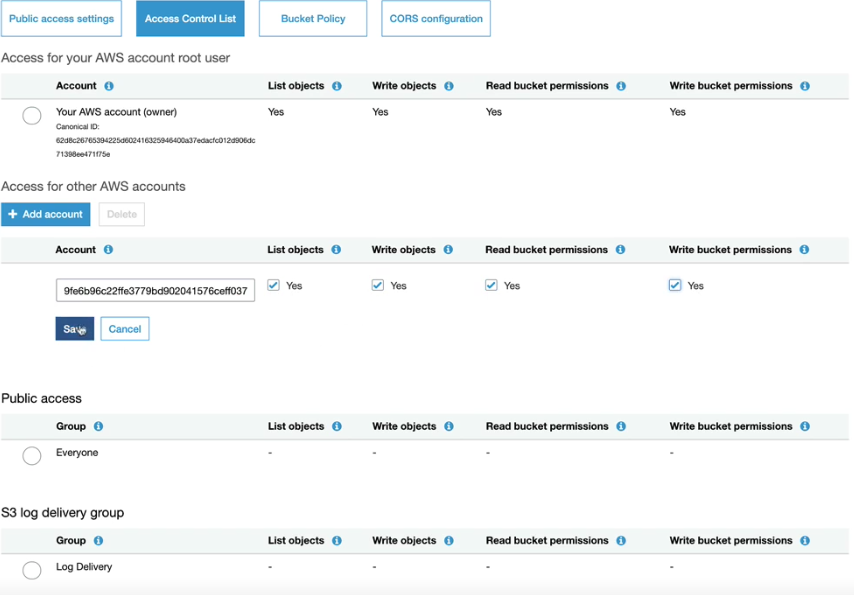 Public access settings Access Control List Bucket Policy CORS configuration
Access for your AWS account root user
Account List objects Write objects Read bucket permissions Write bucket permissions
Your AWS account (owner) Yes Yes Yes Yes
Canonical ID:
62d8c26765394225d602416325946400a37edacfc012d906dc
71398ee471f75e
Access for other AWS accounts
+ Add account Delete
Account List objects Write objects Read bucket permissions Write bucket permissions
9fe6b96c22ffe3779bd902041576ceff037 Yes Yes Yes Yes
Save Cancel
Public access
Group List objects Write objects Read bucket permissions Write bucket permissions
Everyone - - - -
S3 log delivery group
Group List objects Write objects Read bucket permissions Write bucket permissions
Log Delivery - - - -